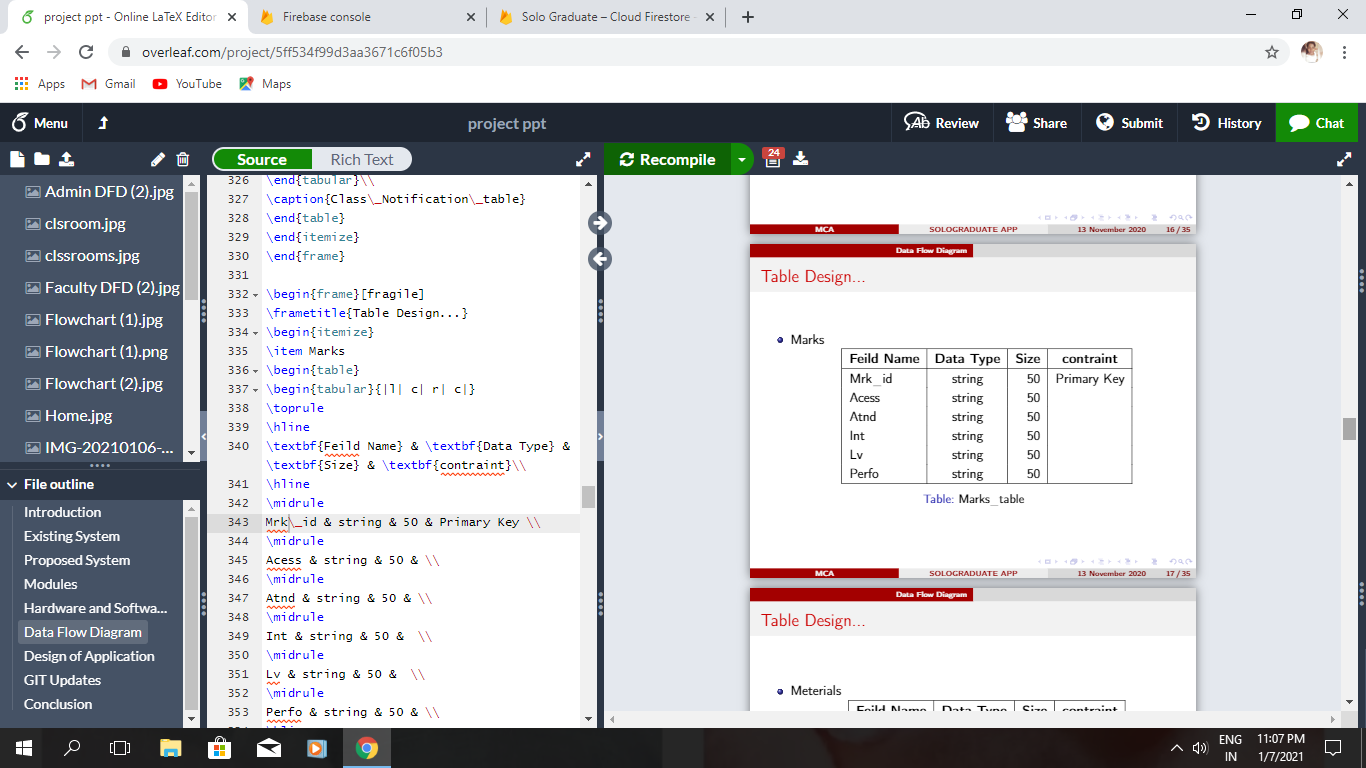 project ppt - Online LaTeX Editor
Firebase console
Solo Graduate – Cloud Firestore -
overleaf.com/project/5ff534f99d3aa3671c6f05b3
Apps
Gmail
YouTube
Maps
Menu
project ppt
Review
Share
Submit
History
Chat
Source
Rich Text
Recompile
24
Admin DFD (2).jpg
clsroom.jpg
clssrooms.jpg
Faculty DFD (2).jpg
Flowchart (1).jpg
Flowchart (1).png
Flowchart (2).jpg
Home.jpg
IMG-20210106-...
File outline
Introduction
Existing System
Proposed System
Modules
Hardware and Softwa...
Data Flow Diagram
Design of Application
GIT Updates
Conclusion
326 \end{tabular}\\
327 \caption{Class\_Notification\_table}
328 \end{table}
329 \end{itemize}
330 \end{frame}
331
332 \begin{frame}[fragile]
333 \frametitle{Table Design...}
334 \begin{itemize}
335 \item Marks
336 \begin{table}
337 \begin{tabular}{|l| c| r| c|}
338 \toprule
339 \hline
340 \textbf{Feild Name} & \textbf{Data Type} &
\textbf{Size} & \textbf{contraint}\\
341 \hline
342 \midrule
343 Mrk\_id & string & 50 & Primary Key \\
344 \midrule
345 Acess & string & 50 & \\
346 \midrule
347 Atnd & string & 50 & \\
348 \midrule
349 Int & string & 50 &  \\
350 \midrule
351 Lv & string & 50 &  \\
352 \midrule
353 Perfo & string & 50 & \\
MCA SOLOGRADUATE APP 13 November 2020 16 / 35
Data Flow Diagram
Table Design...
Marks
Feild Name Data Type Size contraint
Mrk_id string 50 Primary Key
Acess string 50
Atnd string 50
Int string 50
Lv string 50
Perfo string 50
Table: Marks_table
MCA SOLOGRADUATE APP 13 November 2020 17 / 35
Data Flow Diagram
Table Design...
Meterials
Feild Name Data Type Size contraint
ENG
IN
11:07 PM
1/7/2021